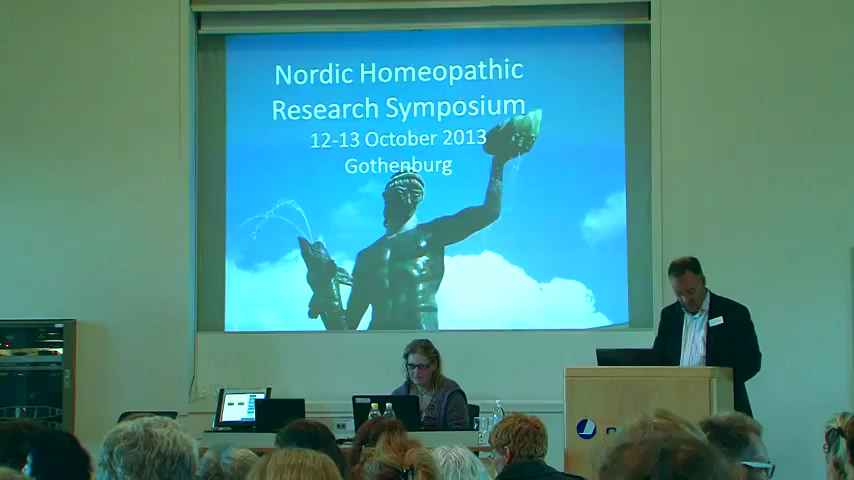 Nordic Homeopathic
Research Symposium
12-13 October 2013
Gothenburg